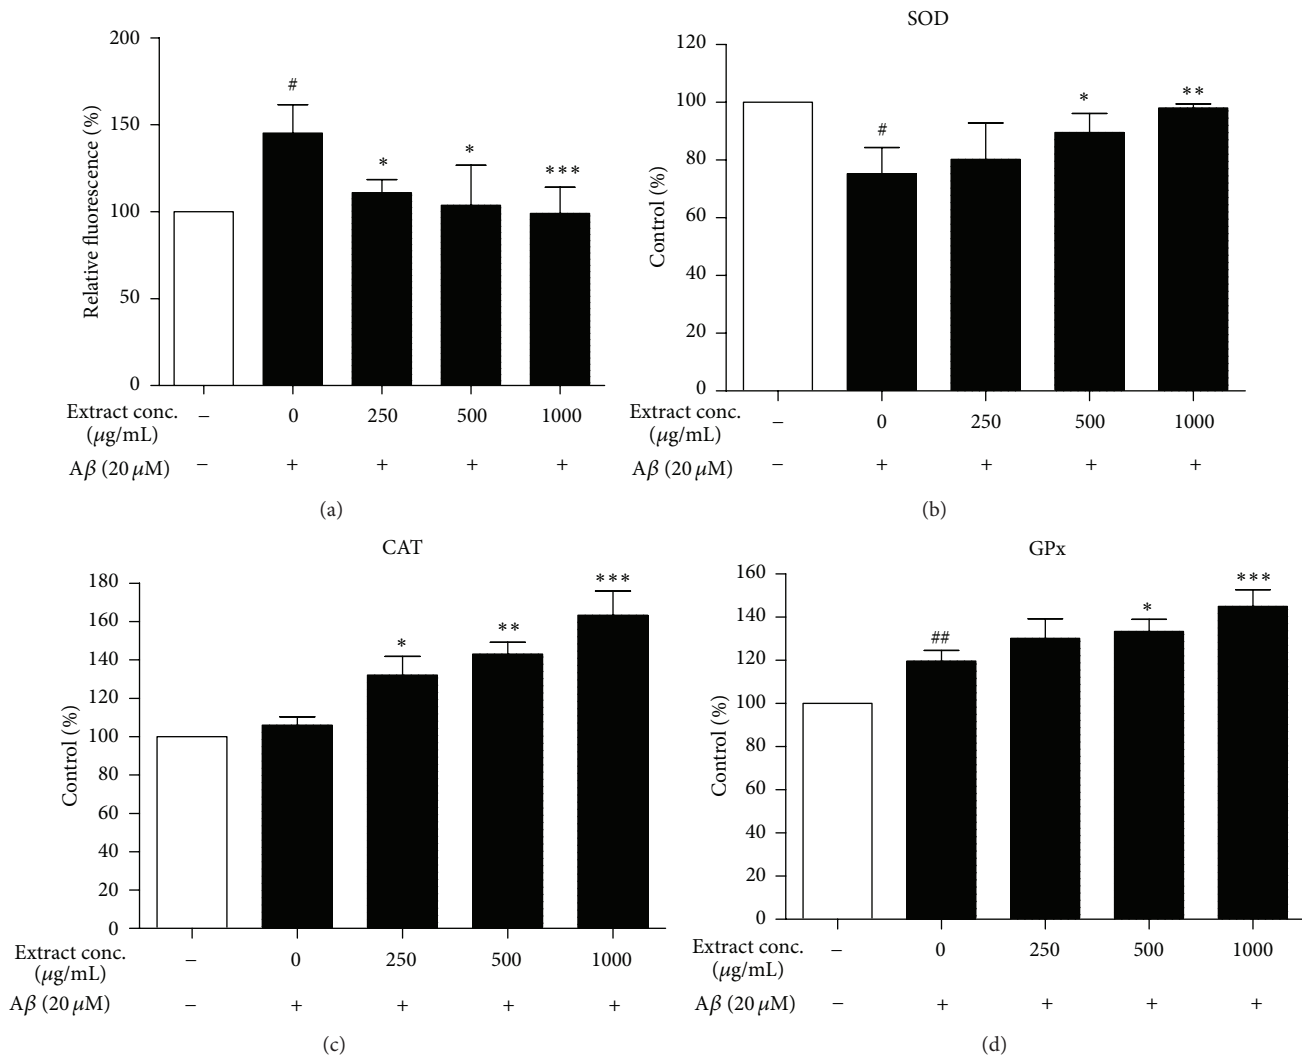 200
150
100
50
0
Relative fluorescence (%)
#
*
*
***
Extract conc. (μg/mL)
– 0 250 500 1000
Aβ (20 μM) – + + + +
(a)
SOD
120
100
80
60
40
20
0
Control (%)
#
*
**
Extract conc. (μg/mL)
– 0 250 500 1000
Aβ (20 μM) – + + + +
(b)
CAT
180
160
140
120
100
80
60
40
20
0
Control (%)
*
**
***
Extract conc. (μg/mL)
– 0 250 500 1000
Aβ (20 μM) – + + + +
(c)
GPx
160
140
120
100
80
60
40
20
0
Control (%)
##
*
***
Extract conc. (μg/mL)
– 0 250 500 1000
Aβ (20 μM) – + + + +
(d)